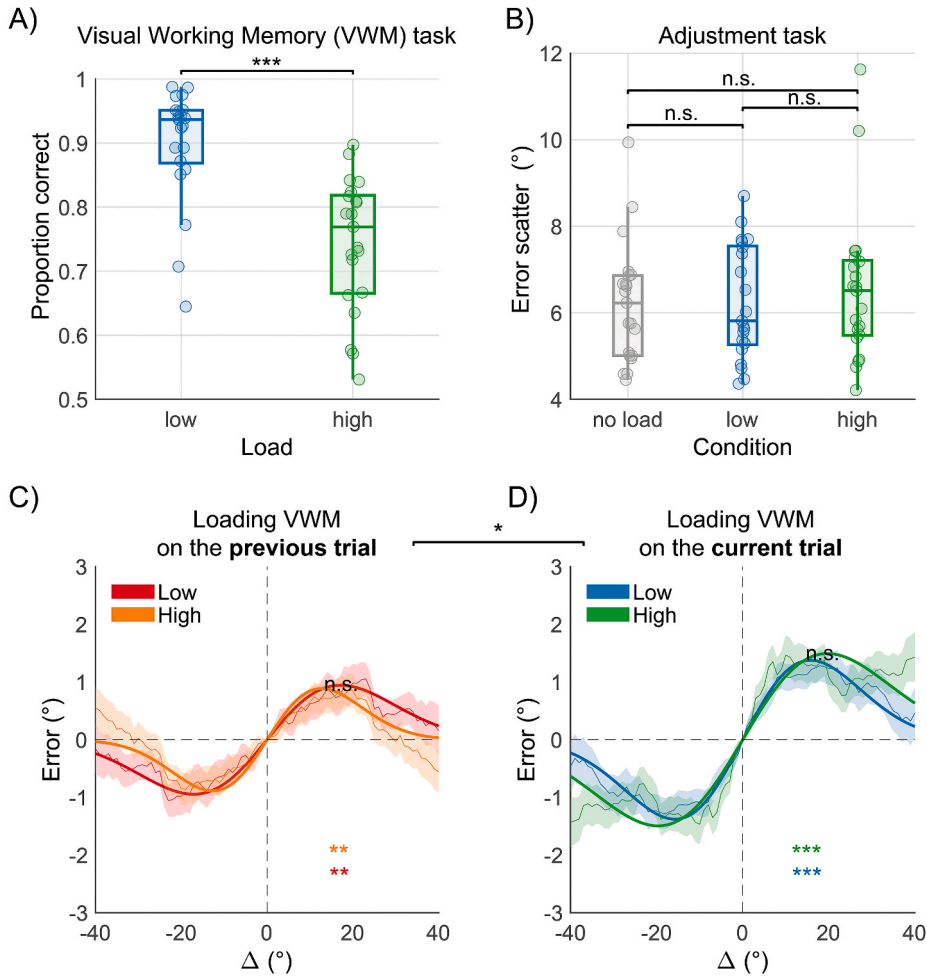 A)
Visual Working Memory (VWM) task
***
1
0.9
0.8
0.7
0.6
0.5
Proportion correct
low
high
Load
B)
Adjustment task
n.s.
n.s.
n.s.
12
10
8
6
4
Error scatter (°)
no load
low
high
Condition
C)
Loading VWM
on the previous trial
*
Low
High
n.s.
3
2
1
0
-1
-2
-3
Error (°)
**
**
-40
-20
0
20
40
Δ (°)
D)
Loading VWM
on the current trial
Low
High
n.s.
3
2
1
0
-1
-2
-3
Error (°)
***
***
-40
-20
0
20
40
Δ (°)